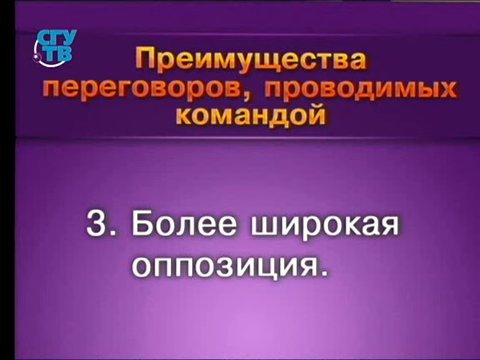 СГУ
ТВ
Преимущества
переговоров, проводимых
командой
3. Более широкая
оппозиция.